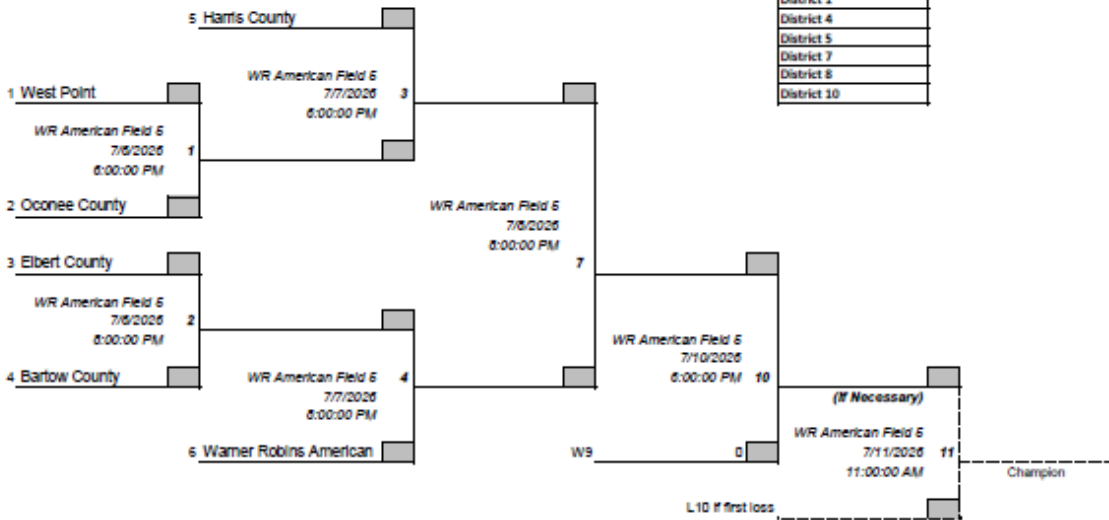 District
District 4
District 5
District 7
District 8
District 10
5 Harris County
WR American Field 5
7/7/2026 3
6:00:00 PM
1 West Point
WR American Field 5
7/6/2026 1
6:00:00 PM
2 Oconee County
WR American Field 5
7/8/2026
8:00:00 PM
7
3 Elbert County
WR American Field 5
7/6/2026 2
8:00:00 PM
4 Bartow County
WR American Field 5 4
7/7/2026
8:00:00 PM
6 Warner Robins American
WR American Field 5
7/10/2026
6:00:00 PM 10
W9 0
(If Necessary)
WR American Field 5
7/11/2026 11
11:00:00 AM
Champion
L10 if first loss